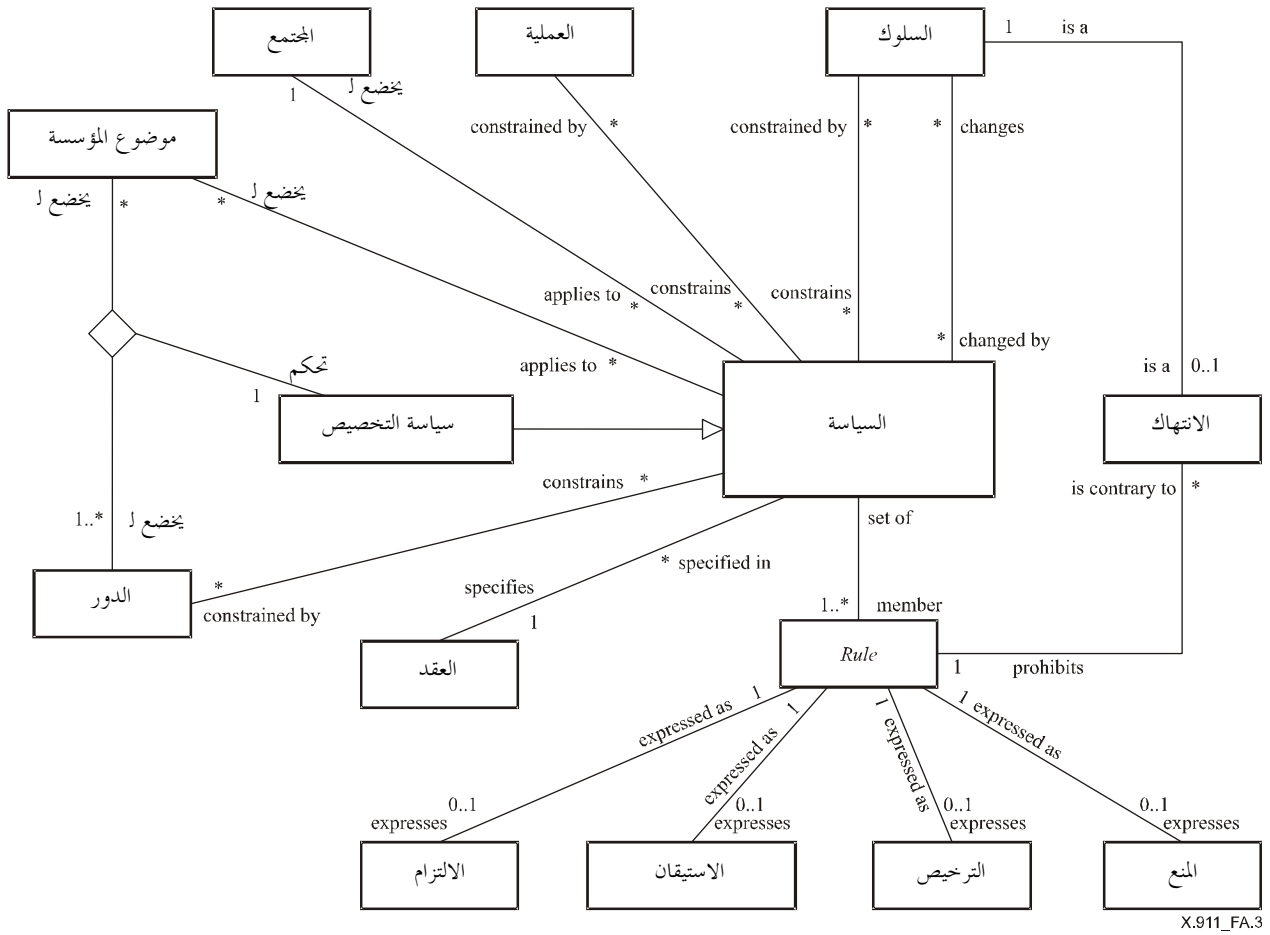 المجتمع
العملية
السلوك
1 is a
يخضع لـ
1
موضوع المؤسسة
constrained by *
constrained by *
* changes
يخضع لـ *
* يخضع لـ
applies to *
constrains *
constrains *
* changed by
applies to *
is a 0..1
تحكم
1
سياسة التخصيص
السياسة
الانتهاك
constrains *
is contrary to *
1..* يخضع لـ
set of
* specified in
الدور
*
constrained by
specifies
1
1..* member
العقد
Rule
1 prohibits
expressed as 1
expressed as 1
1 expressed as
1 expressed as
0..1
expresses
0..1
expresses
0..1
expresses
0..1
expresses
الالتزام
الاستيقان
الترخيص
المنع
X.911_FA.3